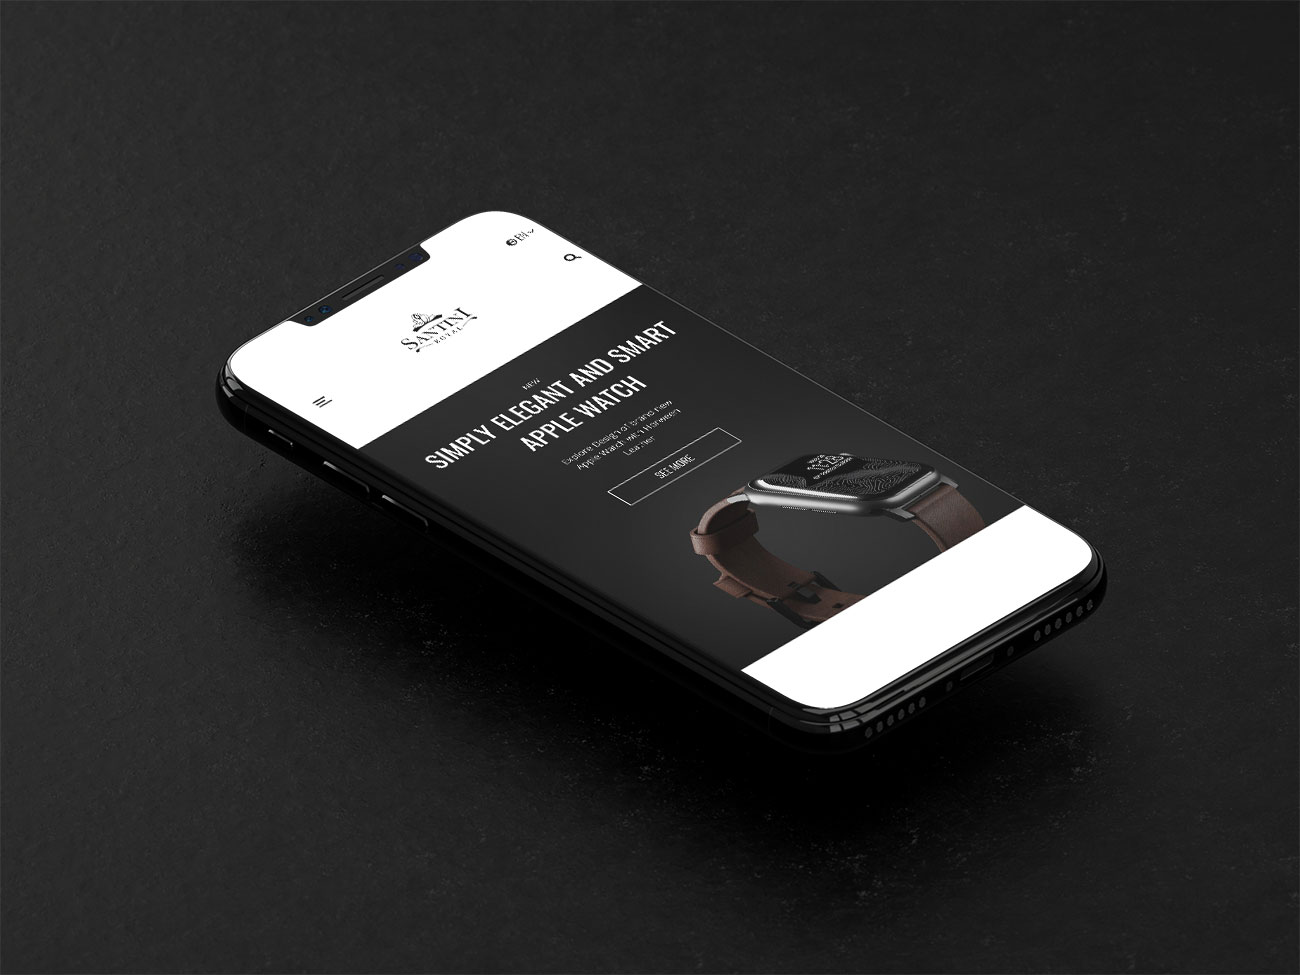 EN
SANTINI
ROYAL
NEW
SIMPLY ELEGANT AND SMART
APPLE WATCH
Explore Design of brand new
Apple Watch with Horween
Leather
SEE MORE